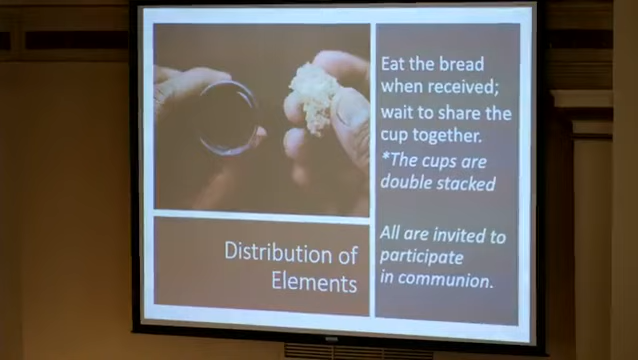 Eat the bread
when received;
wait to share the
cup together.
*The cups are
double stacked
All are invited to
participate
in communion.
Distribution of
Elements